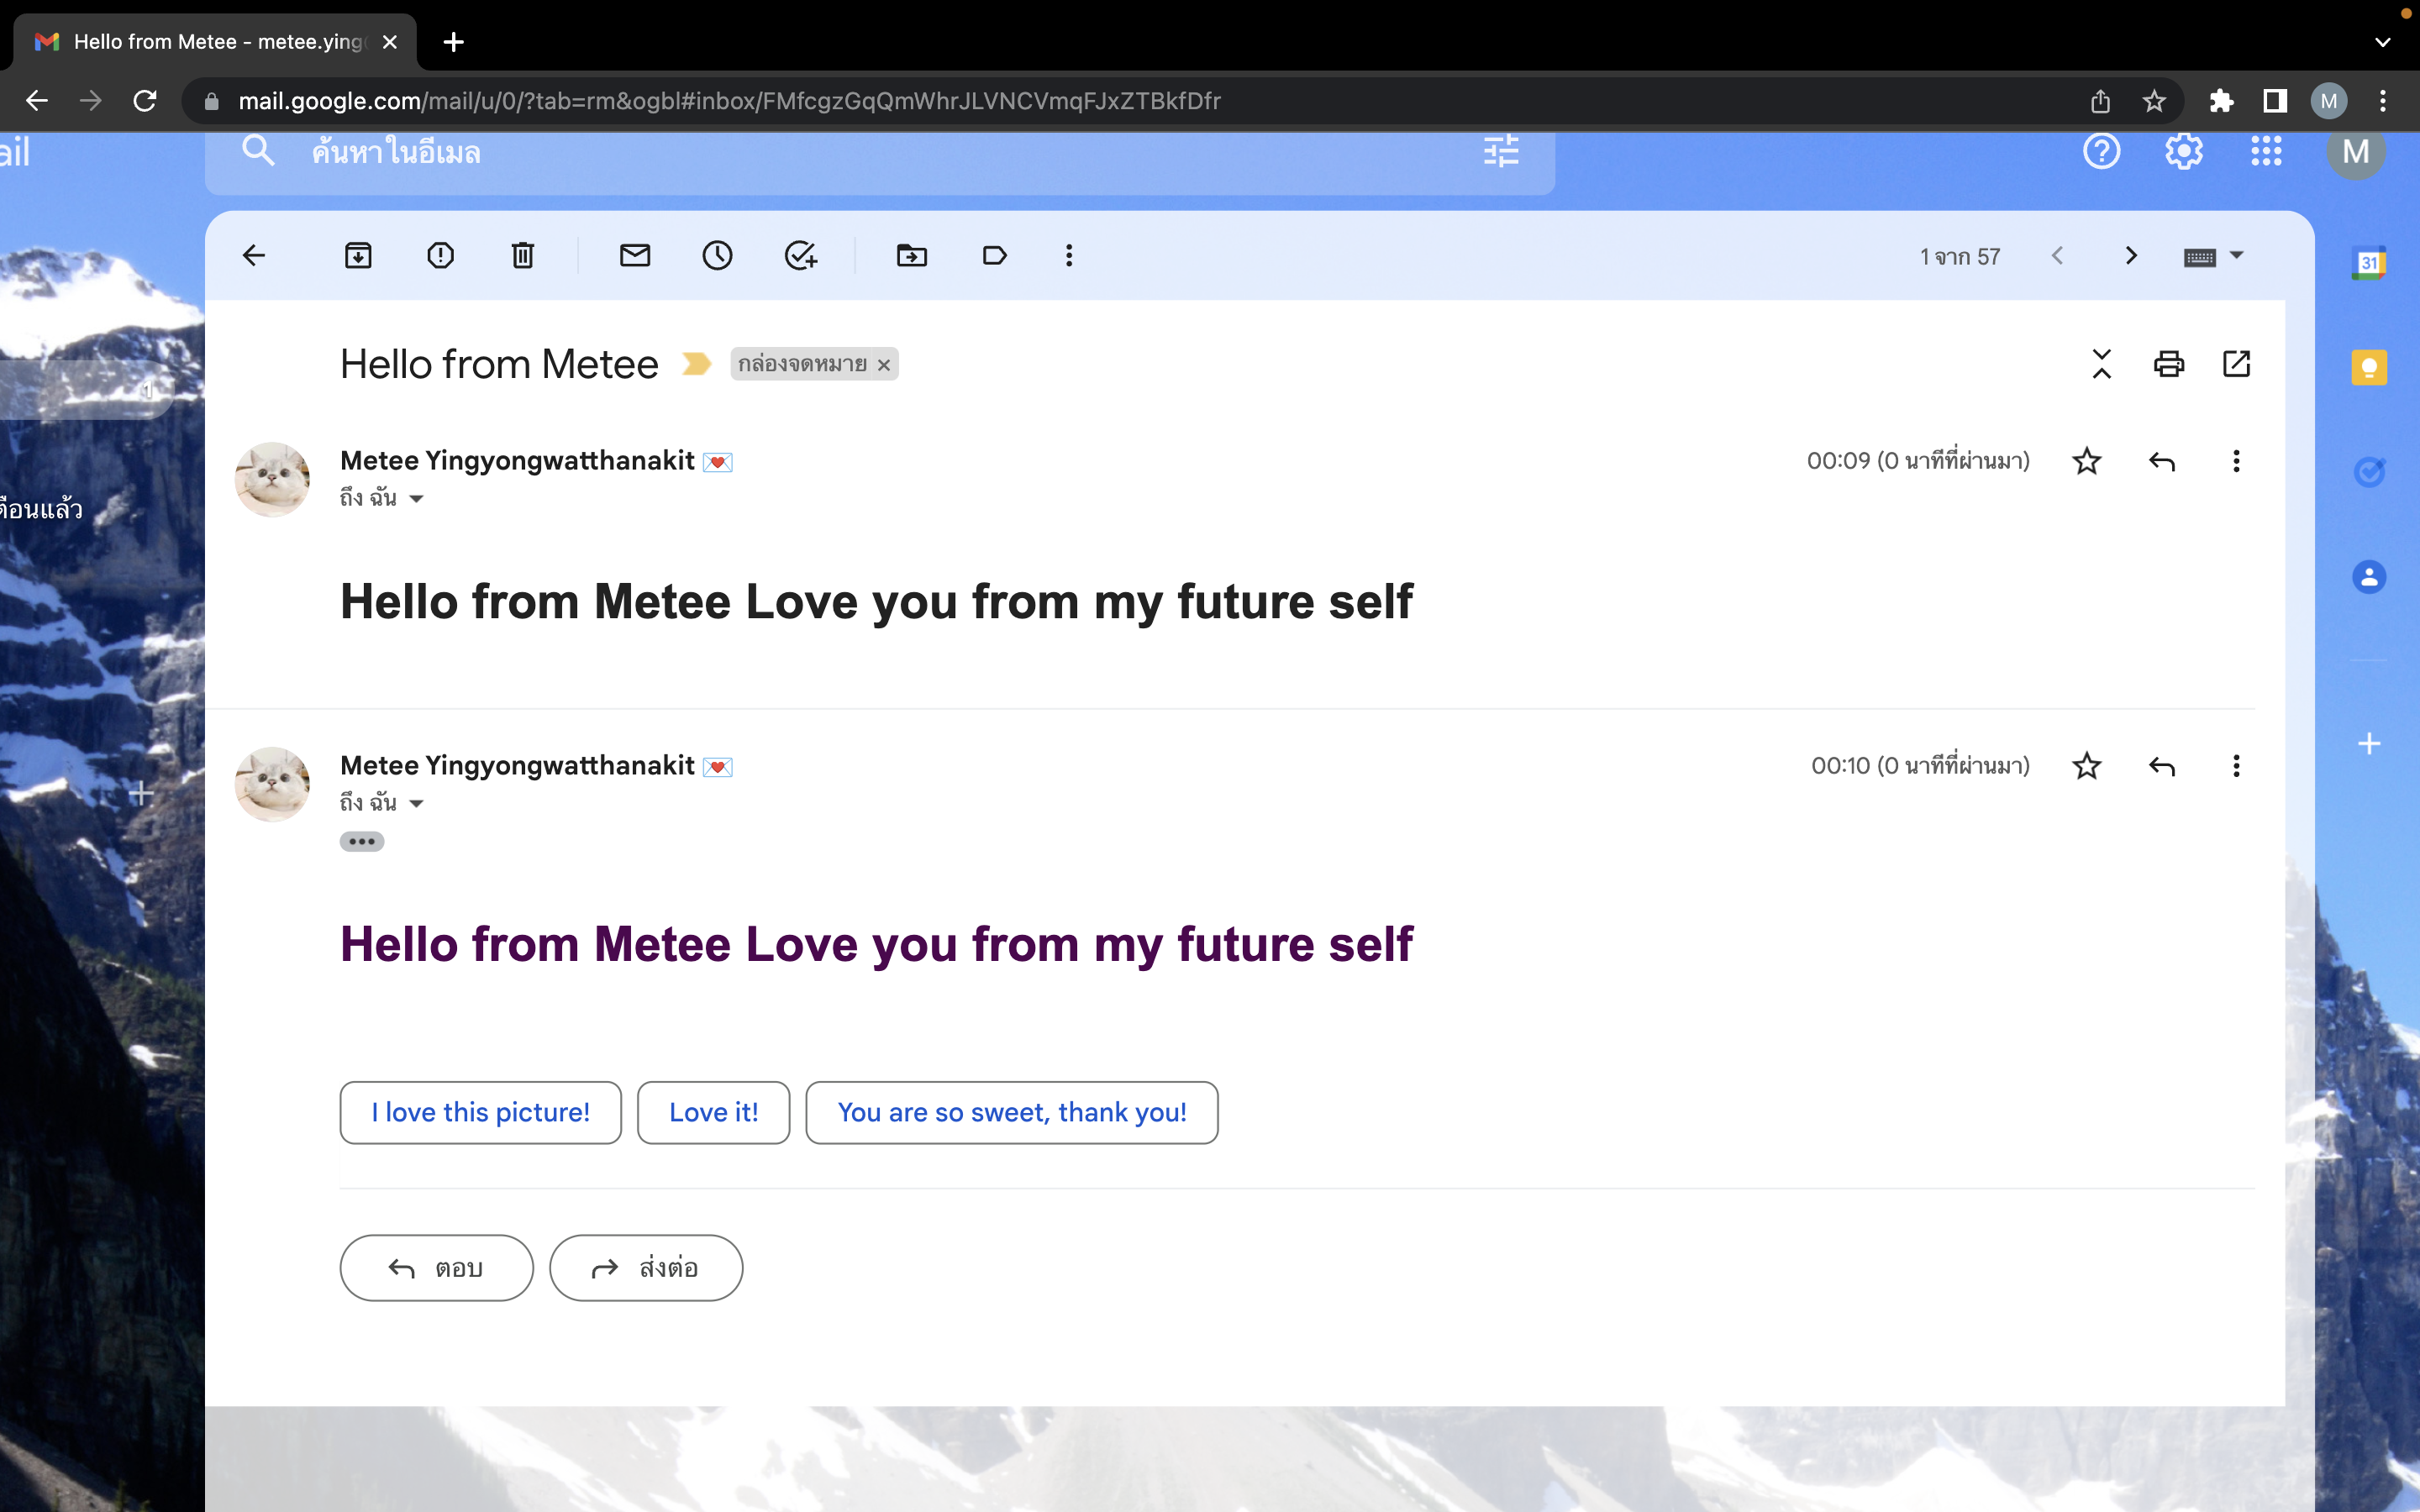 Hello from Metee - metee.ying
mail.google.com/mail/u/0/?tab=rm&ogbl#inbox/FMfcgzGqQmWhrJLVNCVmqFJxZTBkfDfr
M
ail
ค้นหาในอีเมล
M
1 จาก 57
31
Hello from Metee
กล่องจดหมาย ×
1
Metee Yingyongwatthanakit 💌
00:09 (0 นาทีที่ผ่านมา)
ถึง ฉัน
Hello from Metee Love you from my future self
Metee Yingyongwatthanakit 💌
00:10 (0 นาทีที่ผ่านมา)
ถึง ฉัน
Hello from Metee Love you from my future self
I love this picture!
Love it!
You are so sweet, thank you!
ตอบ
ส่งต่อ